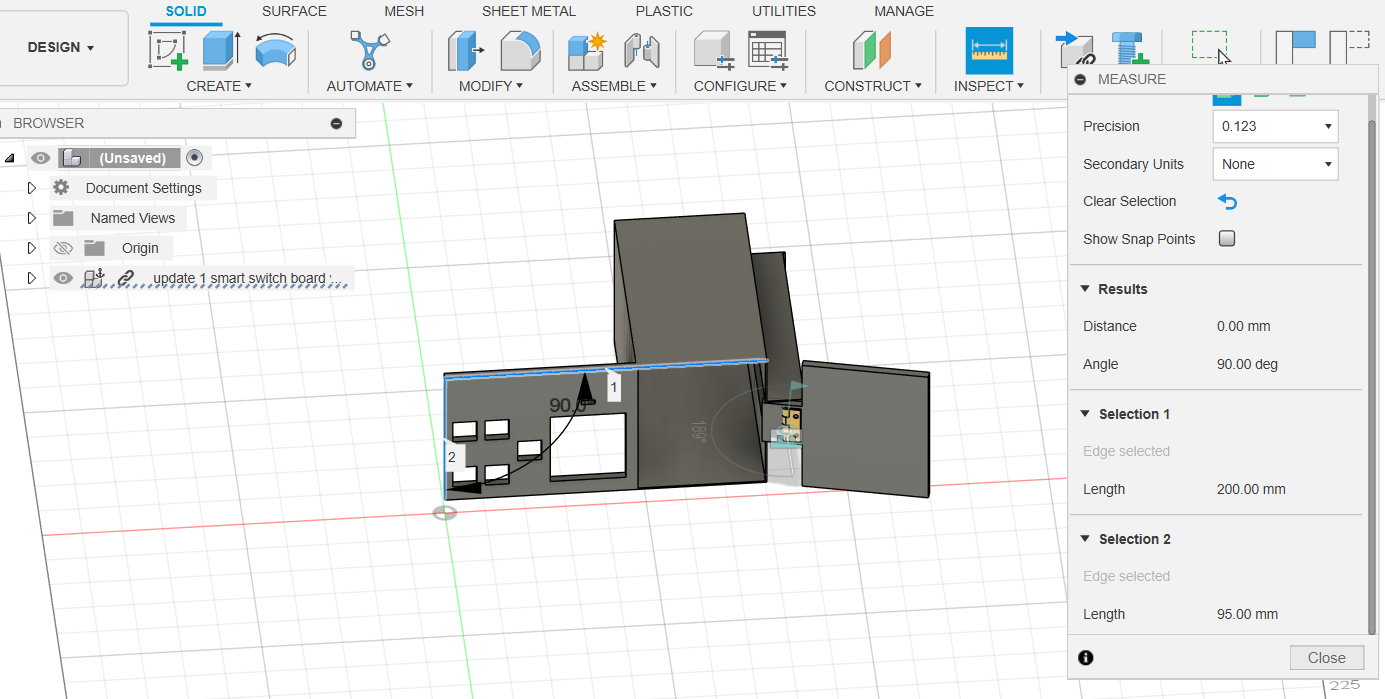 SOLID SURFACE MESH SHEET METAL PLASTIC UTILITIES MANAGE
DESIGN
CREATE AUTOMATE MODIFY ASSEMBLE CONFIGURE CONSTRUCT INSPECT
MEASURE
BROWSER
Precision 0.123
(Unsaved)
Secondary Units None
Document Settings
Clear Selection
Named Views
Show Snap Points
Origin
update 1 smart switch board
Results
Distance 0.00 mm
Angle 90.00 deg
1
90.0
Selection 1
189°
Edge selected
2
Length 200.00 mm
Selection 2
Edge selected
Length 95.00 mm
Close
225